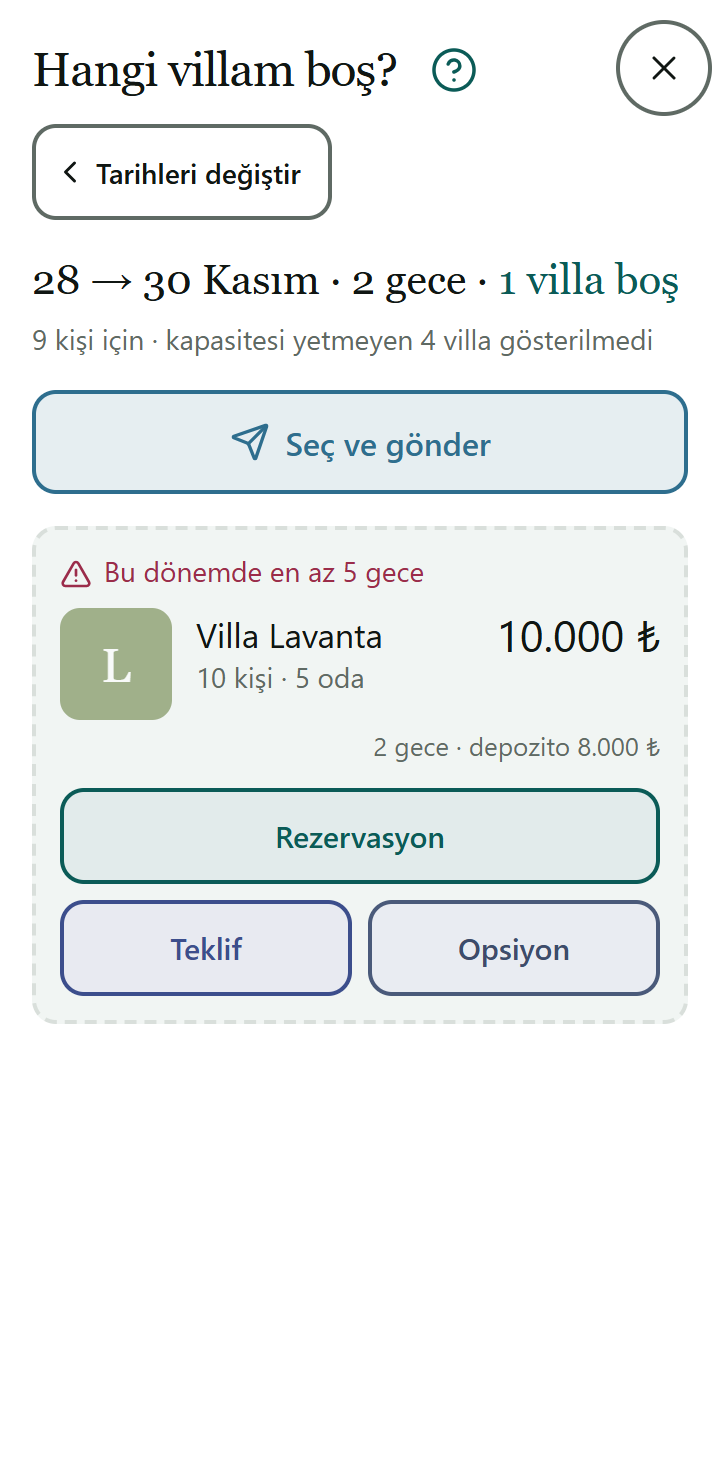 Hangi villam boş? ?
Tarihleri değiştir
28 → 30 Kasım · 2 gece · 1 villa boş
9 kişi için · kapasitesi yetmeyen 4 villa gösterilmedi
Seç ve gönder
Bu dönemde en az 5 gece
L
Villa Lavanta
10.000 ₺
10 kişi · 5 oda
2 gece · depozito 8.000 ₺
Rezervasyon
Teklif
Opsiyon